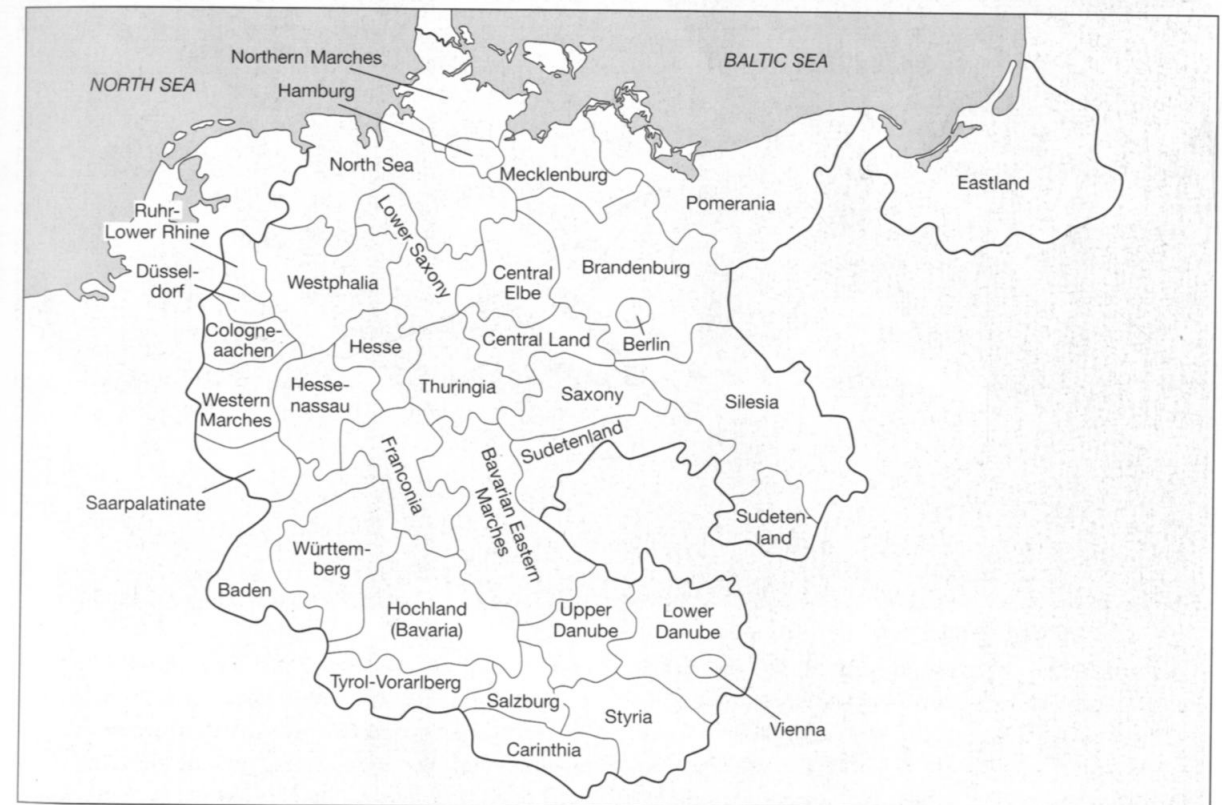 Northern Marches
NORTH SEA
Hamburg
BALTIC SEA
North Sea
Mecklenburg
Eastland
Pomerania
Ruhr-
Lower Rhine
Lower Saxony
Düssel-
dorf
Westphalia
Central
Elbe
Brandenburg
Cologne-
aachen
Hesse
Central Land
Berlin
Western
Marches
Hesse-
nassau
Thuringia
Saxony
Silesia
Sudetenland
Franconia
Bavarian Eastern
Marches
Saarpalatinate
Sudeten-
land
Württem-
berg
Baden
Hochland
(Bavaria)
Upper
Danube
Lower
Danube
Tyrol-Vorarlberg
Salzburg
Styria
Vienna
Carinthia